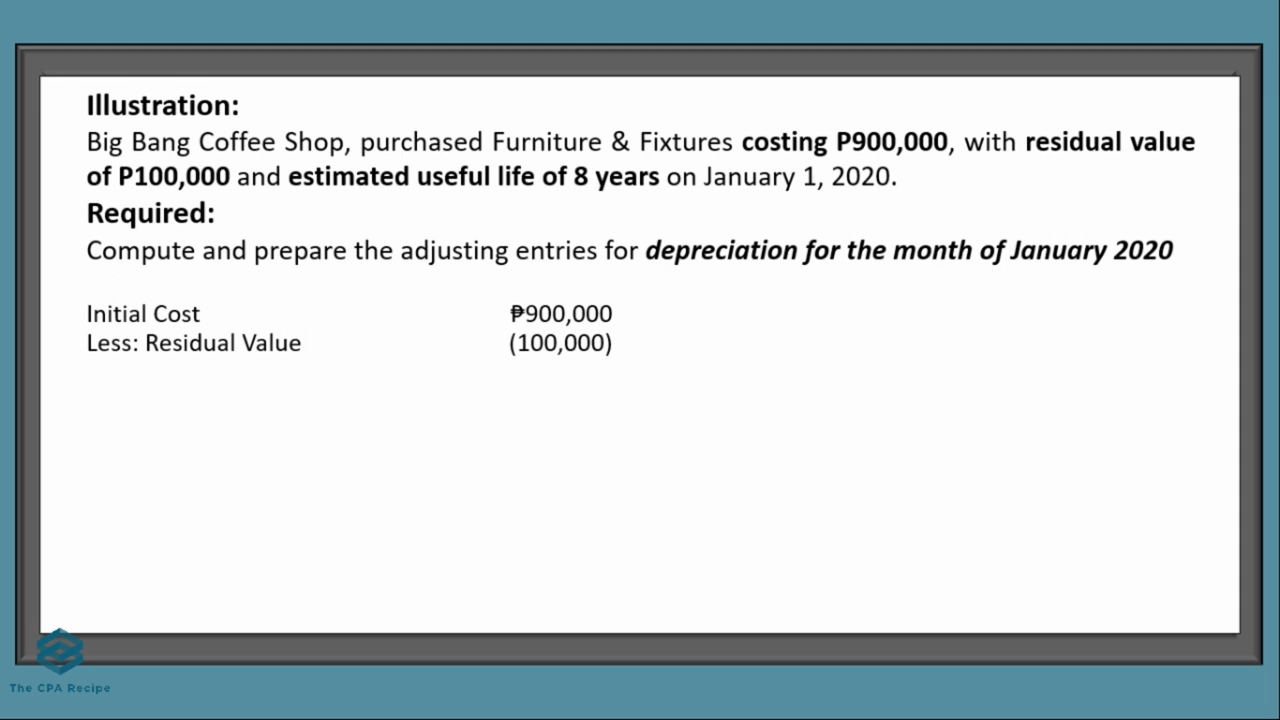 Illustration:
Big Bang Coffee Shop, purchased Furniture & Fixtures costing P900,000, with residual value
of P100,000 and estimated useful life of 8 years on January 1, 2020.
Required:
Compute and prepare the adjusting entries for depreciation for the month of January 2020
Initial Cost ₱900,000
Less: Residual Value (100,000)
The CPA Recipe